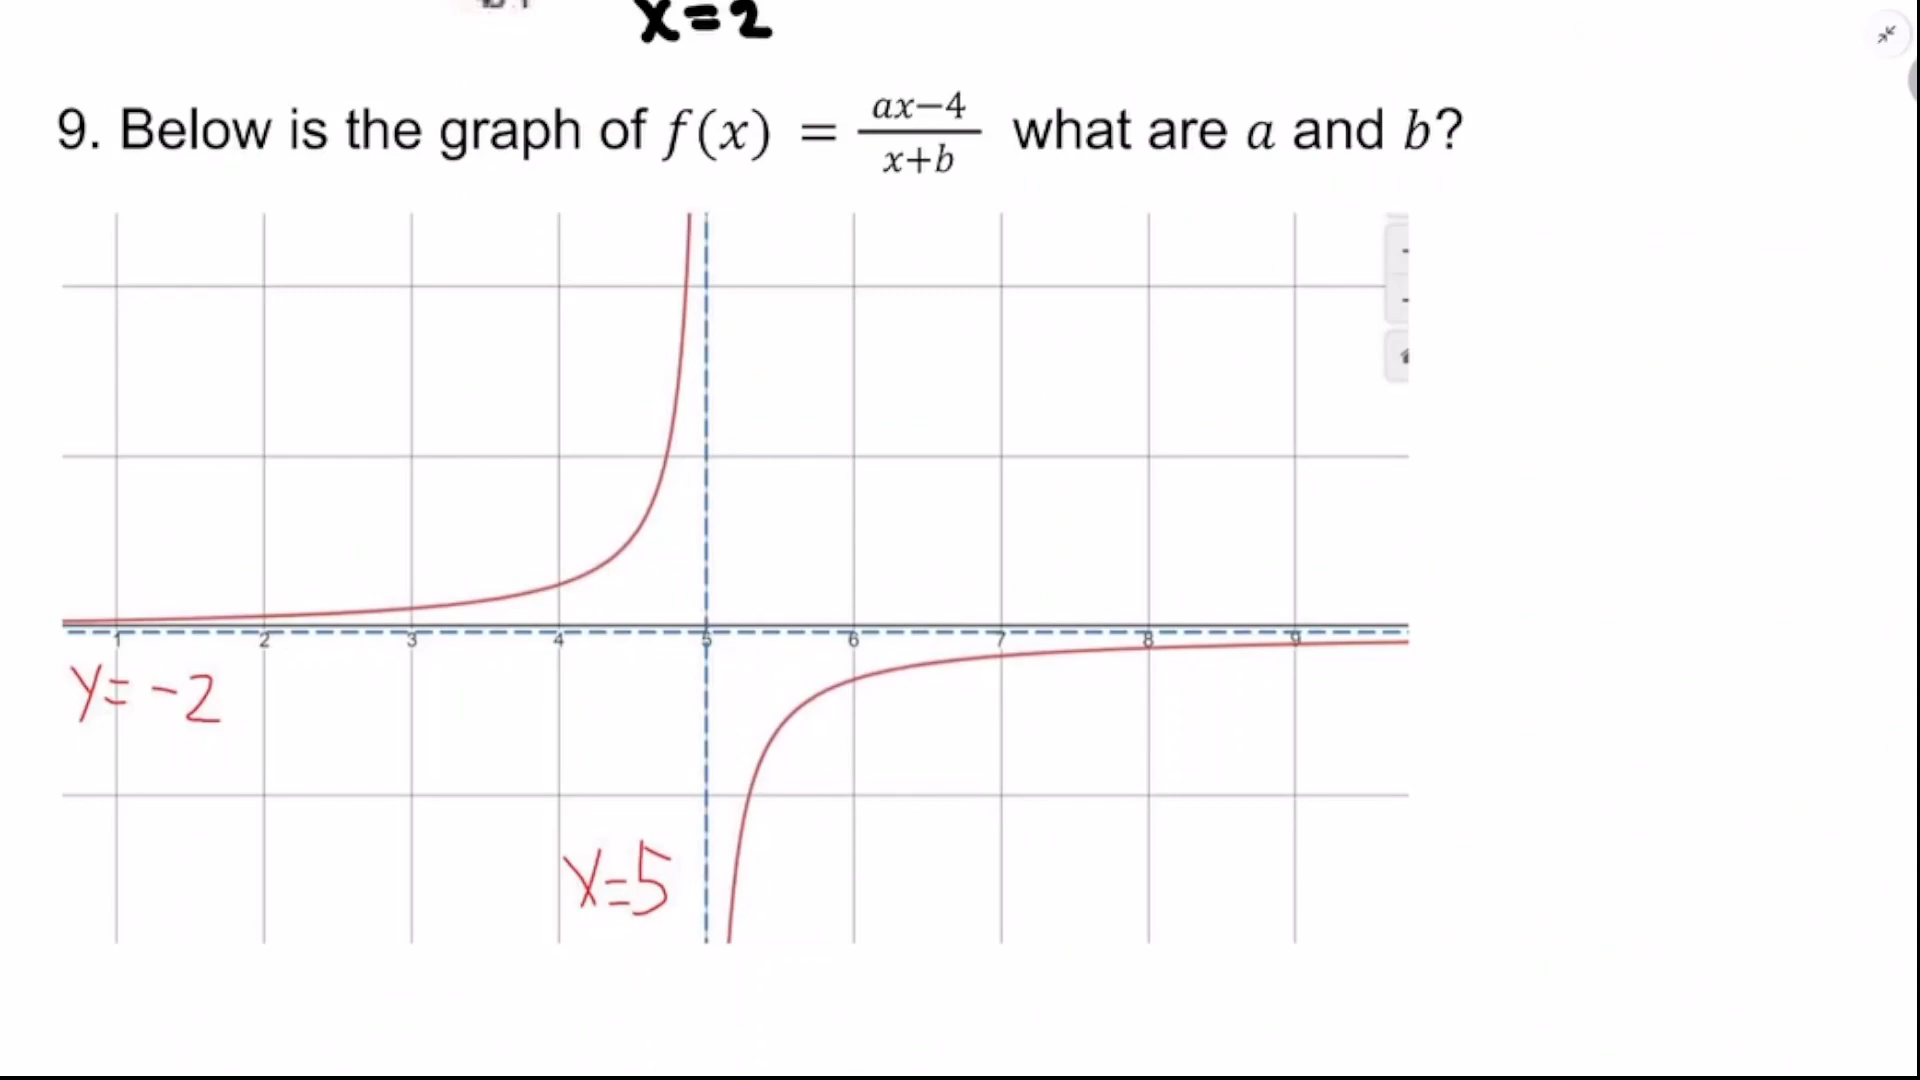 x=2
9. Below is the graph of f(x) = ax−4/x+b what are a and b?
1 2 3 4 5 6 7 8 9
y= -2
x=5